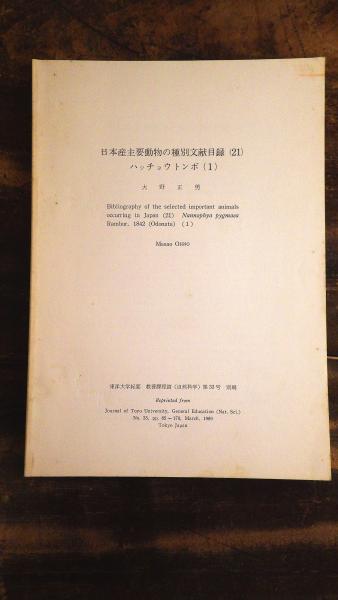 日本産主要動物の種別文献目録 (21)
ハッチョウトンボ (1)
大野正男
Bibliography of the selected important animals
occurring in Japan (21) Nannophya pygmaea
Rambur, 1842 (Odonata) (1)
Masao OHNO
東洋大学紀要 教養課程篇 (自然科学) 第33号 別刷
Reprinted from
Journal of Toyo University, General Education (Nat. Sci.)
No. 33, pp. 85-170, March, 1989
Tokyo Japan